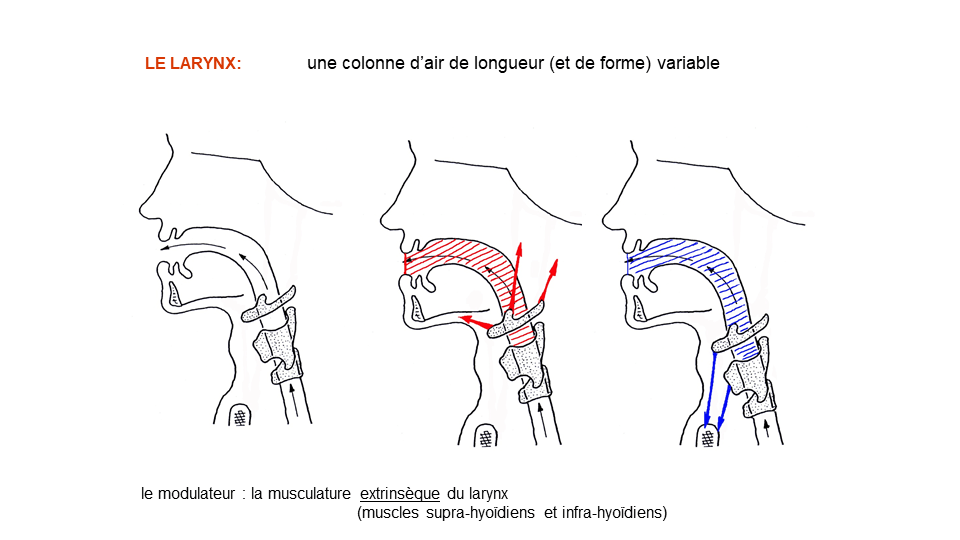 LE LARYNX: une colonne d’air de longueur (et de forme) variable
le modulateur : la musculature extrinsèque du larynx
(muscles supra-hyoïdiens et infra-hyoïdiens)